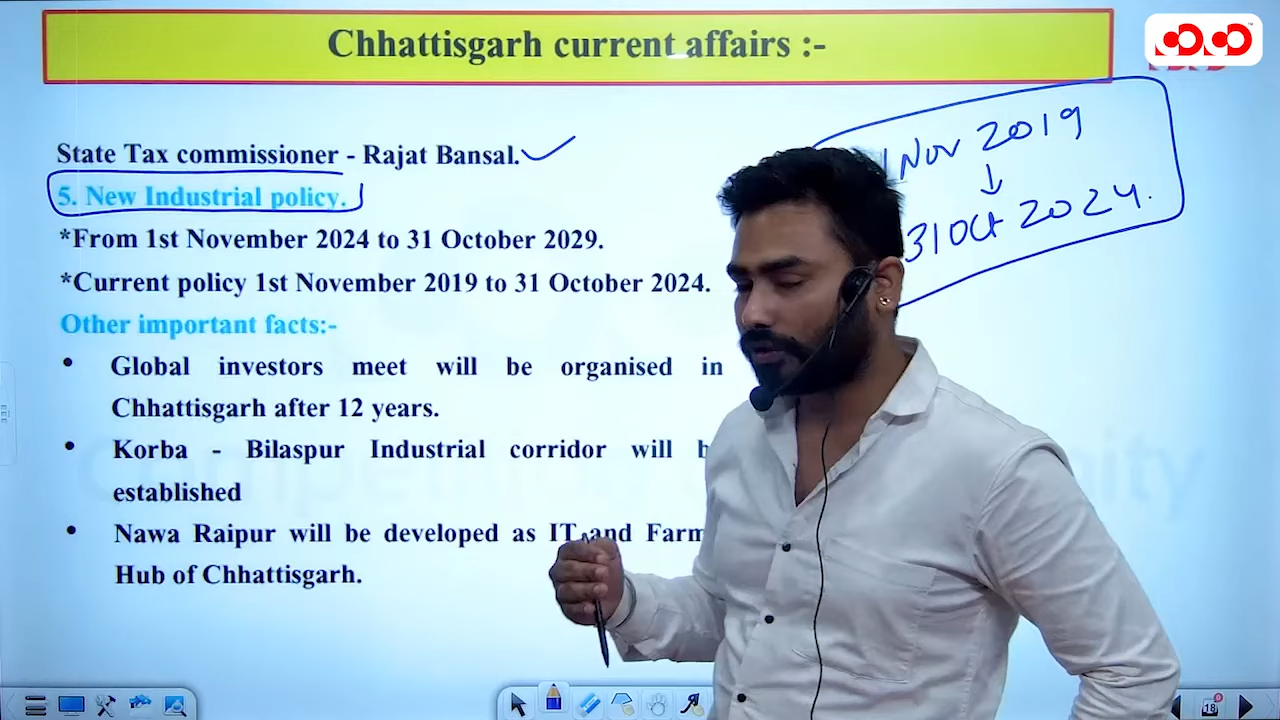 Chhattisgarh current affairs :-
State Tax commissioner - Rajat Bansal.
5. New Industrial policy.
*From 1st November 2024 to 31 October 2029.
*Current policy 1st November 2019 to 31 October 2024.
Other important facts:-
• Global investors meet will be organised in
Chhattisgarh after 12 years.
• Korba - Bilaspur Industrial corridor will
established
• Nawa Raipur will be developed as IT and
Hub of Chhattisgarh.
1 Nov 2019
↓
31 Oct 2024.
18